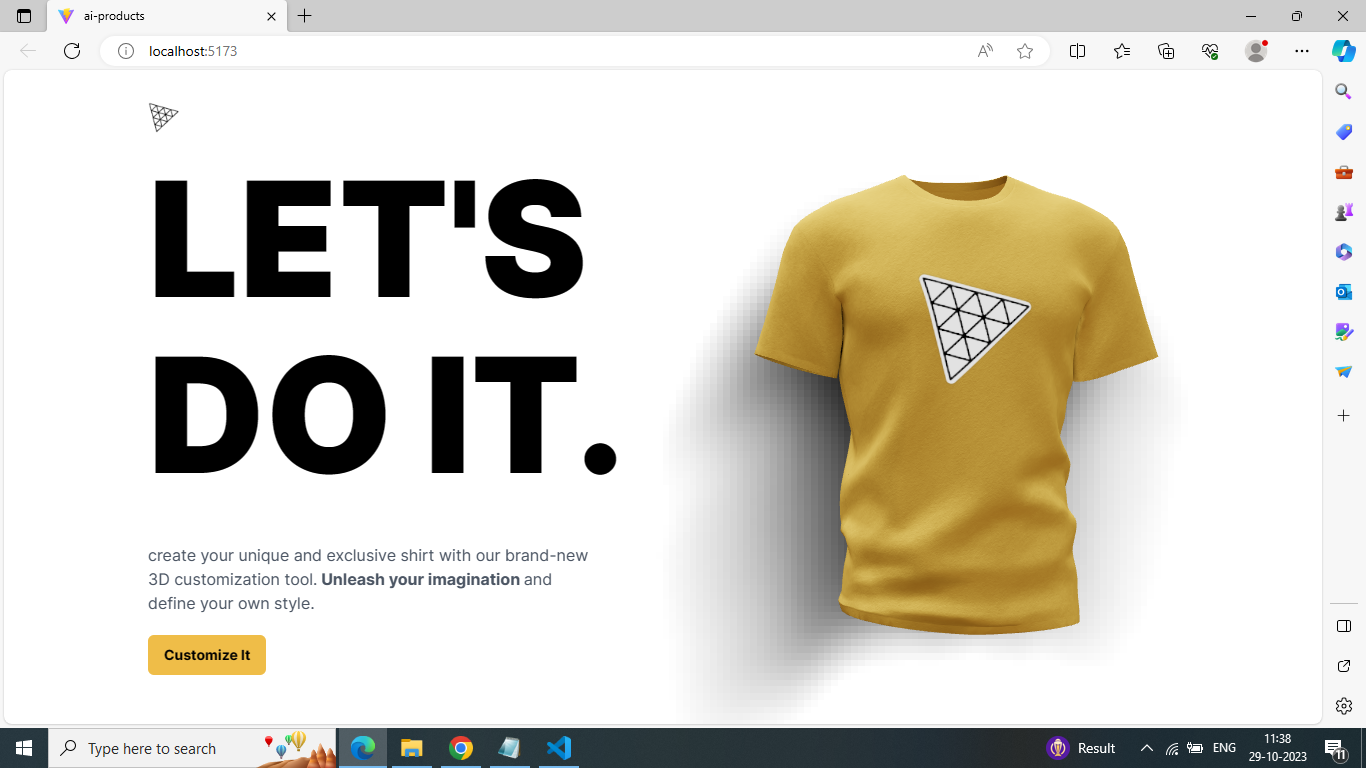 ai-products
localhost:5173
LET'S
DO IT.
create your unique and exclusive shirt with our brand-new
3D customization tool. Unleash your imagination and
define your own style.
Customize It
Type here to search
Result
ENG
11:38
29-10-2023
11